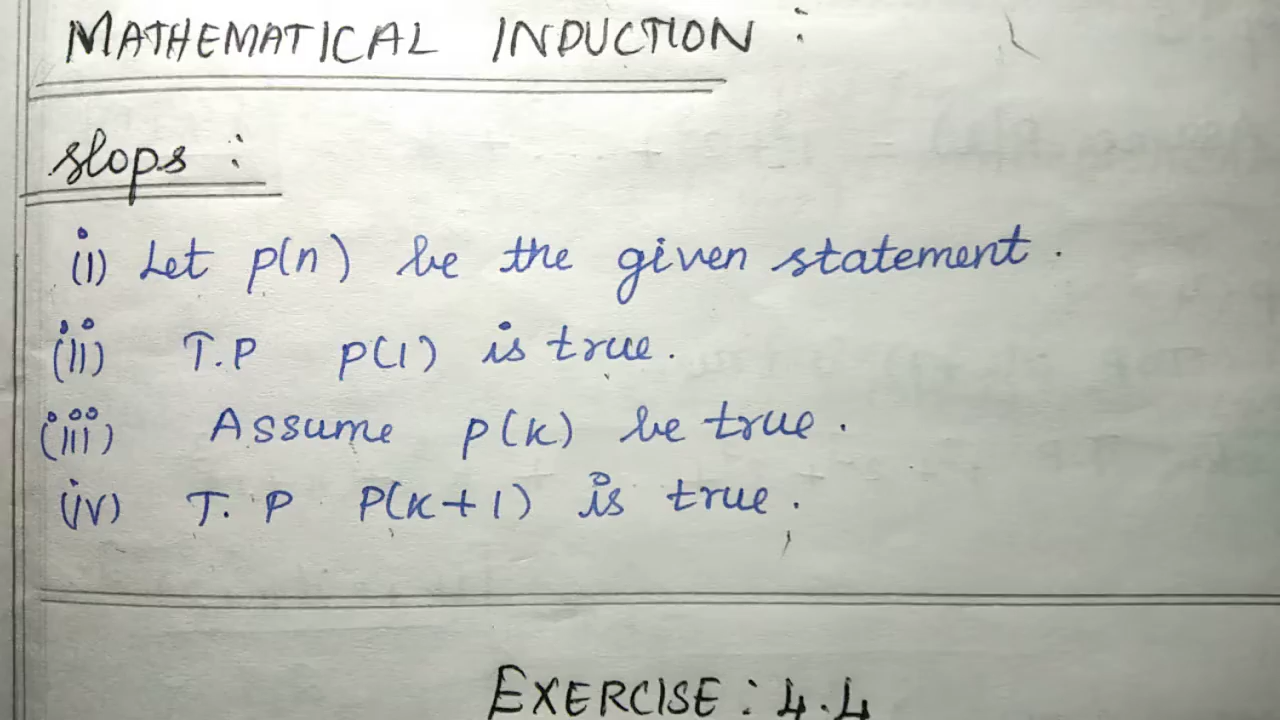 MATHEMATICAL INDUCTION :
slops :
(i) Let p(n) be the given statement.
(ii) T.P p(1) is true.
(iii) Assume p(k) be true.
(iv) T.P P(k+1) is true.
EXERCISE : 4.4